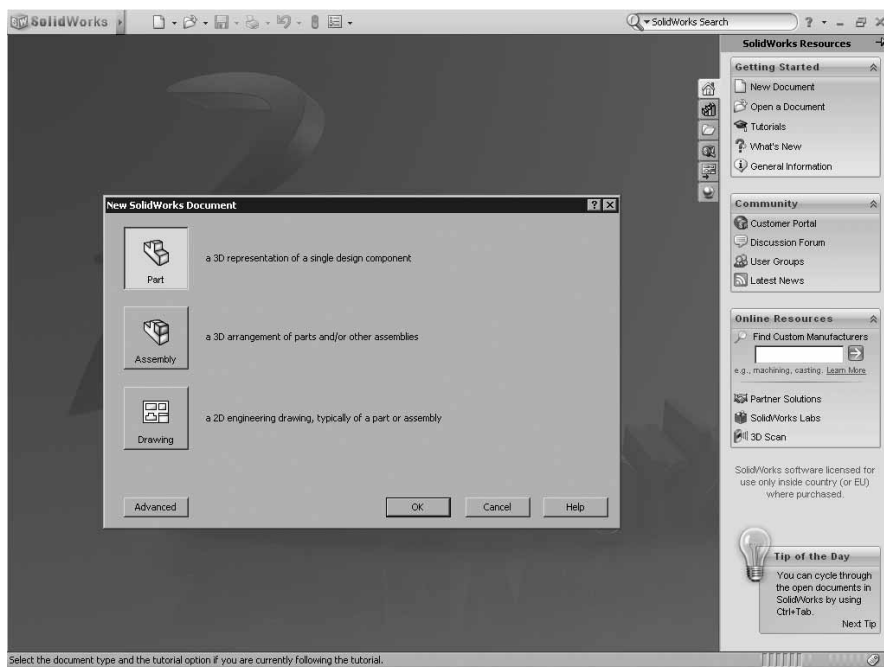 SolidWorks
SolidWorks Search
SolidWorks Resources
Getting Started
New Document
Open a Document
Tutorials
What's New
General Information
Community
Customer Portal
Discussion Forum
User Groups
Latest News
Online Resources
Find Custom Manufacturers
e.g., machining, casting. Learn More
Partner Solutions
SolidWorks Labs
3D Scan
SolidWorks software licensed for
use only inside country (or EU)
where purchased.
Tip of the Day
You can cycle through
the open documents in
SolidWorks by using
Ctrl+Tab.
Next Tip
New SolidWorks Document
Part
a 3D representation of a single design component
Assembly
a 3D arrangement of parts and/or other assemblies
Drawing
a 2D engineering drawing, typically of a part or assembly
Advanced
OK
Cancel
Help
Select the document type and the tutorial option if you are currently following the tutorial.